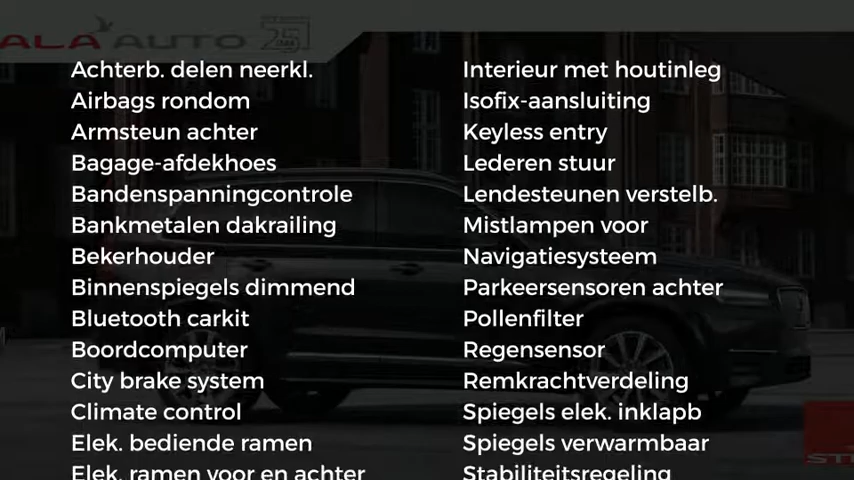 ALA AUTO 25
Achterb. delen neerkl.
Airbags rondom
Armsteun achter
Bagage-afdekhoes
Bandenspanningcontrole
Bankmetalen dakrailing
Bekerhouder
Binnenspiegels dimmend
Bluetooth carkit
Boordcomputer
City brake system
Climate control
Elek. bediende ramen
Elek. ramen voor en achter
Interieur met houtinleg
Isofix-aansluiting
Keyless entry
Lederen stuur
Lendesteunen verstelb.
Mistlampen voor
Navigatiesysteem
Parkeersensoren achter
Pollenfilter
Regensensor
Remkrachtverdeling
Spiegels elek. inklapb
Spiegels verwarmbaar
Stabiliteitsregeling